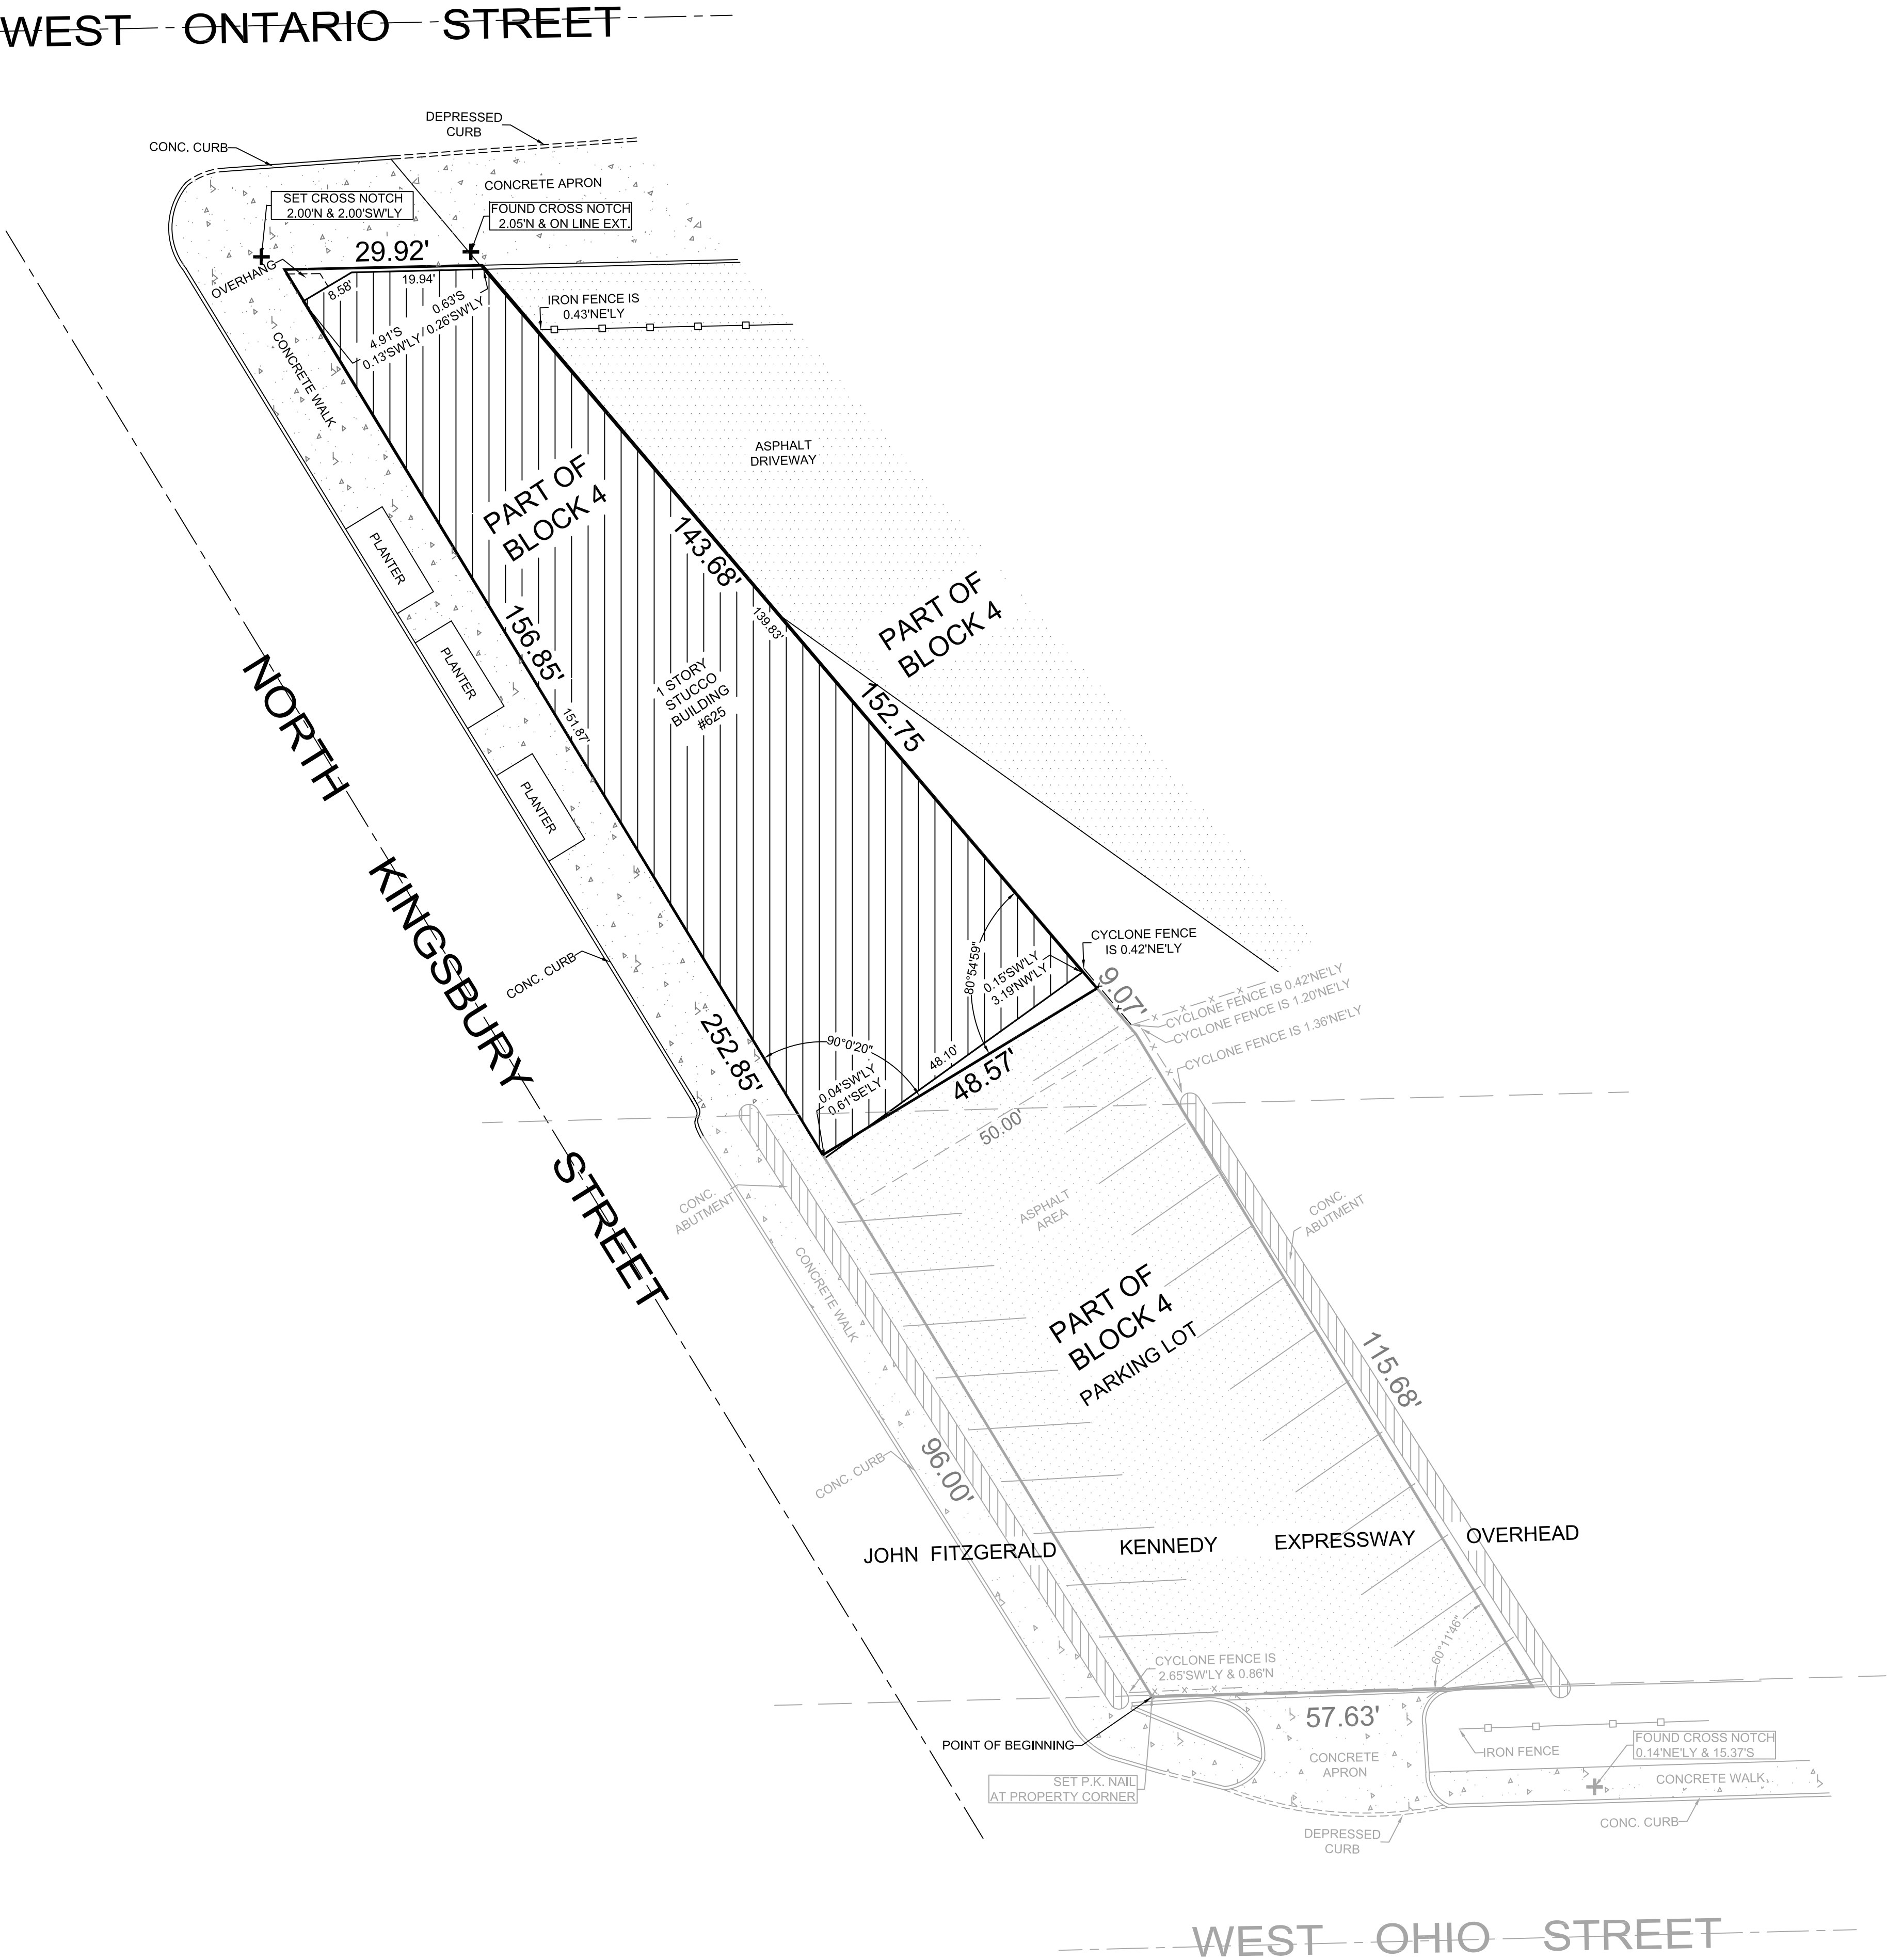 WEST ONTARIO STREET
DEPRESSED
CURB
CONC. CURB
CONCRETE APRON
SET CROSS NOTCH
2.00'N & 2.00'SW'LY
FOUND CROSS NOTCH
2.05'N & ON LINE EXT.
29.92'
OVERHANG
8.58'
19.94'
0.63'S
0.26'SW'LY
4.91'S
0.13'SW'LY
IRON FENCE IS
0.43'NE'LY
CONCRETE WALK
ASPHALT
DRIVEWAY
PART OF
BLOCK 4
143.68'
PLANTER
139.83'
PART OF
BLOCK 4
156.85'
PLANTER
1 STORY
STUCCO
BUILDING
#625
152.75
151.87'
PLANTER
NORTH KINGSBURY STREET
CONC. CURB
CYCLONE FENCE
IS 0.42'NE'LY
80°54'59"
0.15'SW'LY
3.19'NW'LY
9.07'
CYCLONE FENCE IS 0.42'NE'LY
CYCLONE FENCE IS 1.20'NE'LY
CYCLONE FENCE IS 1.36'NE'LY
252.85'
90°0'20"
48.10'
48.57'
0.04'SW'LY
0.61'SE'LY
50.00'
CONC.
ABUTMENT
ASPHALT
AREA
CONC.
ABUTMENT
CONCRETE WALK
PART OF
BLOCK 4
PARKING LOT
115.68'
CONC. CURB
96.00'
JOHN FITZGERALD KENNEDY EXPRESSWAY OVERHEAD
60°11'46"
CYCLONE FENCE IS
2.65'SW'LY & 0.86'N
57.63'
POINT OF BEGINNING
CONCRETE
APRON
IRON FENCE
FOUND CROSS NOTCH
0.14'NE'LY & 15.37'S
SET P.K. NAIL
AT PROPERTY CORNER
CONCRETE WALK
DEPRESSED
CURB
CONC. CURB
WEST OHIO STREET